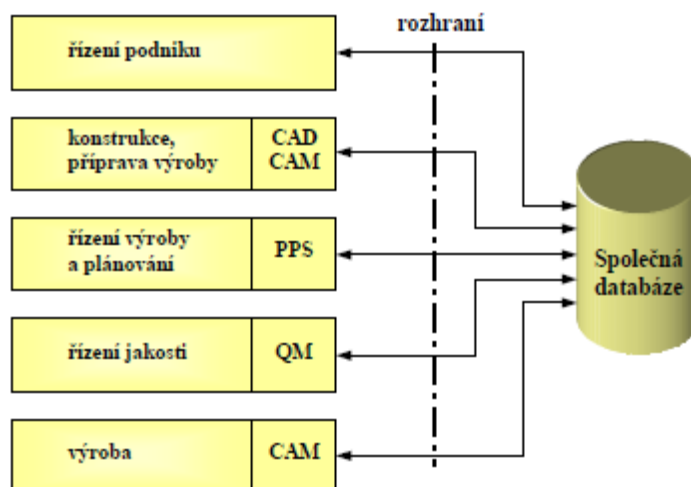 rozhraní
řízení podniku
konstrukce,
příprava výroby
CAD
CAM
řízení výroby
a plánování
PPS
řízení jakosti
QM
výroba
CAM
Společná
databáze